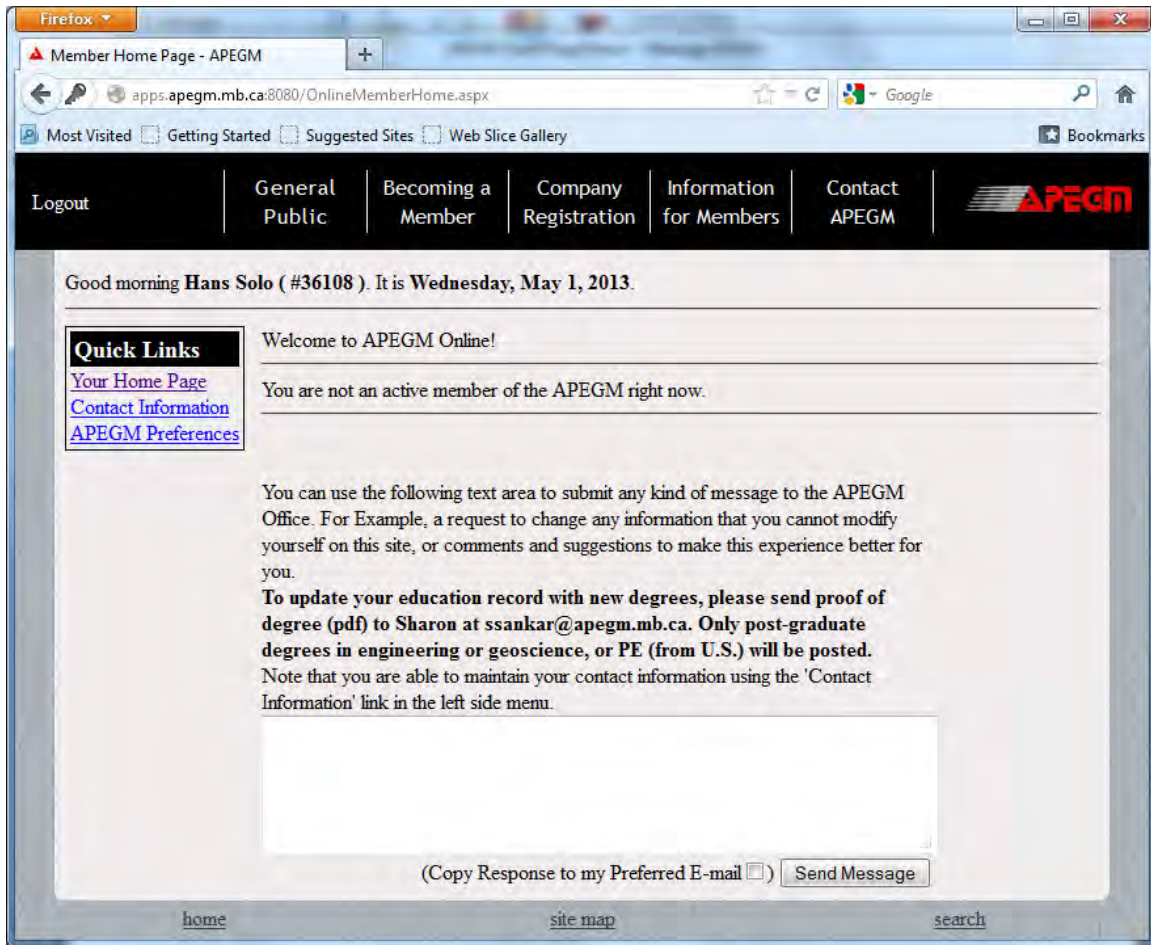 Firefox
Member Home Page - APEGM
apps.apegm.mb.ca:8080/OnlineMemberHome.aspx
Google
Most Visited Getting Started Suggested Sites Web Slice Gallery Bookmarks
Logout
General Public
Becoming a Member
Company Registration
Information for Members
Contact APEGM
APEGM
Good morning Hans Solo ( #36108 ). It is Wednesday, May 1, 2013.
Quick Links
Your Home Page
Contact Information
APEGM Preferences
Welcome to APEGM Online!
You are not an active member of the APEGM right now.
You can use the following text area to submit any kind of message to the APEGM
Office. For Example, a request to change any information that you cannot modify
yourself on this site, or comments and suggestions to make this experience better for
you.
To update your education record with new degrees, please send proof of
degree (pdf) to Sharon at ssankar@apegm.mb.ca. Only post-graduate
degrees in engineering or geoscience, or PE (from U.S.) will be posted.
Note that you are able to maintain your contact information using the 'Contact
Information' link in the left side menu.
(Copy Response to my Preferred E-mail ) Send Message
home site map search